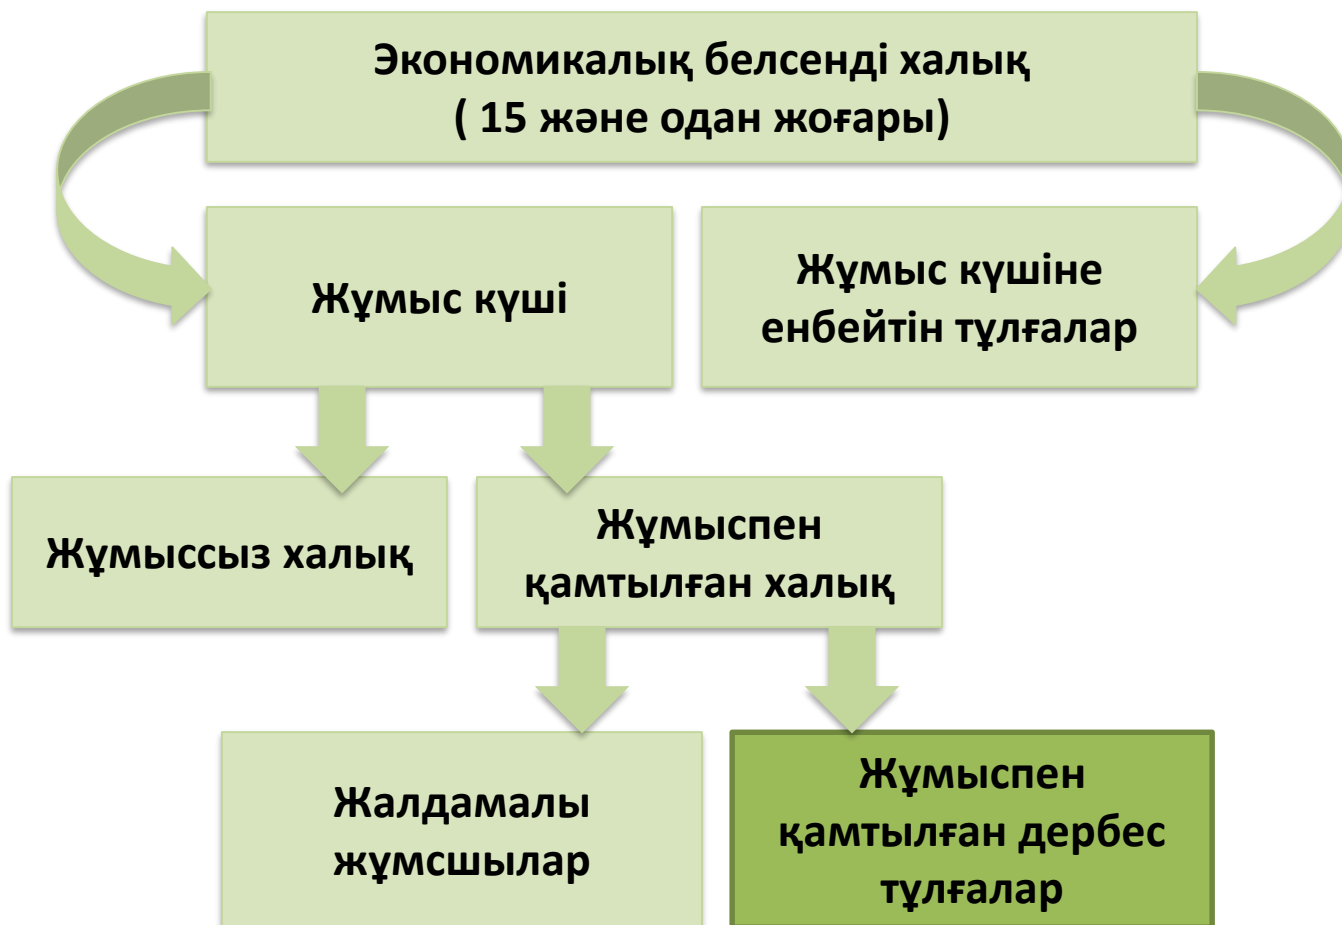 Экономикалық белсенді халық
( 15 және одан жоғары)
Жұмыс күші
Жұмыс күшіне
енбейтін тұлғалар
Жұмыссыз халық
Жұмыспен
қамтылған халық
Жалдамалы
жұмсшылар
Жұмыспен
қамтылған дербес
тұлғалар